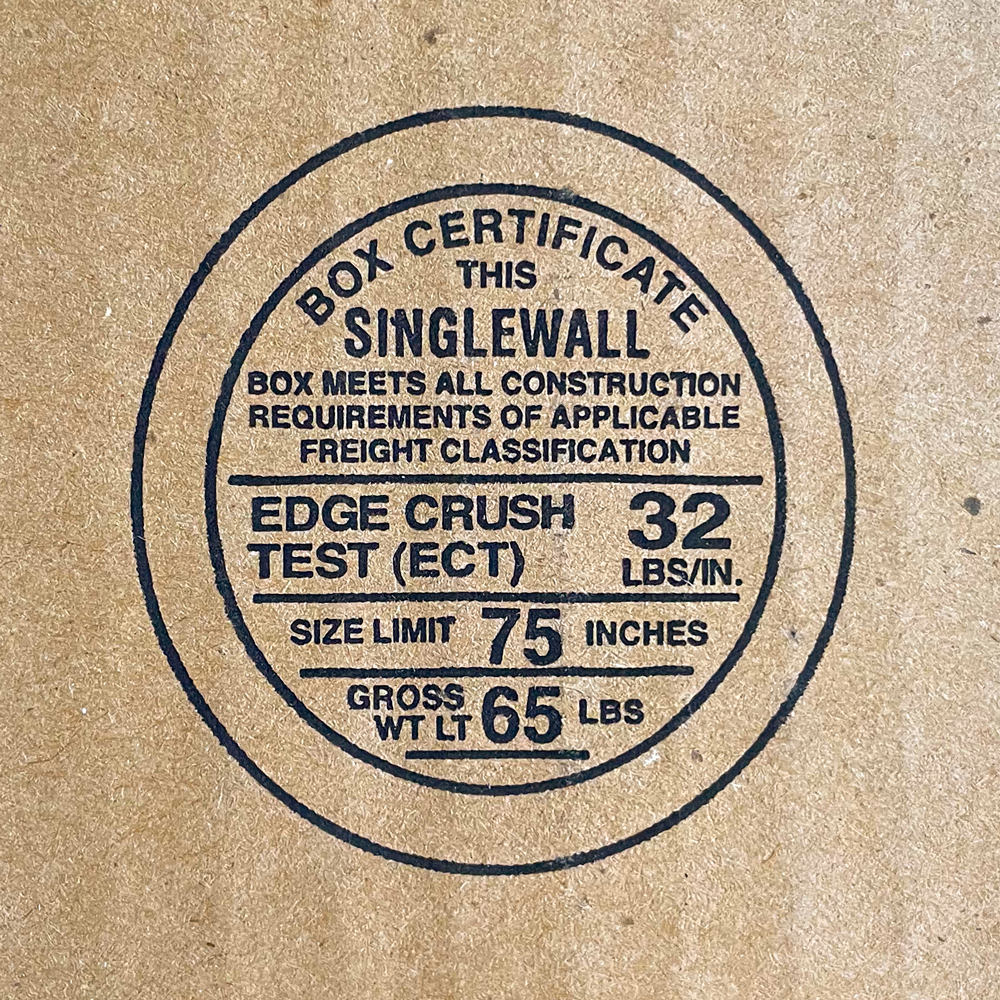 BOX CERTIFICATE
THIS
SINGLEWALL
BOX MEETS ALL CONSTRUCTION
REQUIREMENTS OF APPLICABLE
FREIGHT CLASSIFICATION
EDGE CRUSH
TEST (ECT)
32
LBS/IN.
SIZE LIMIT 75 INCHES
GROSS
WT LT
65 LBS